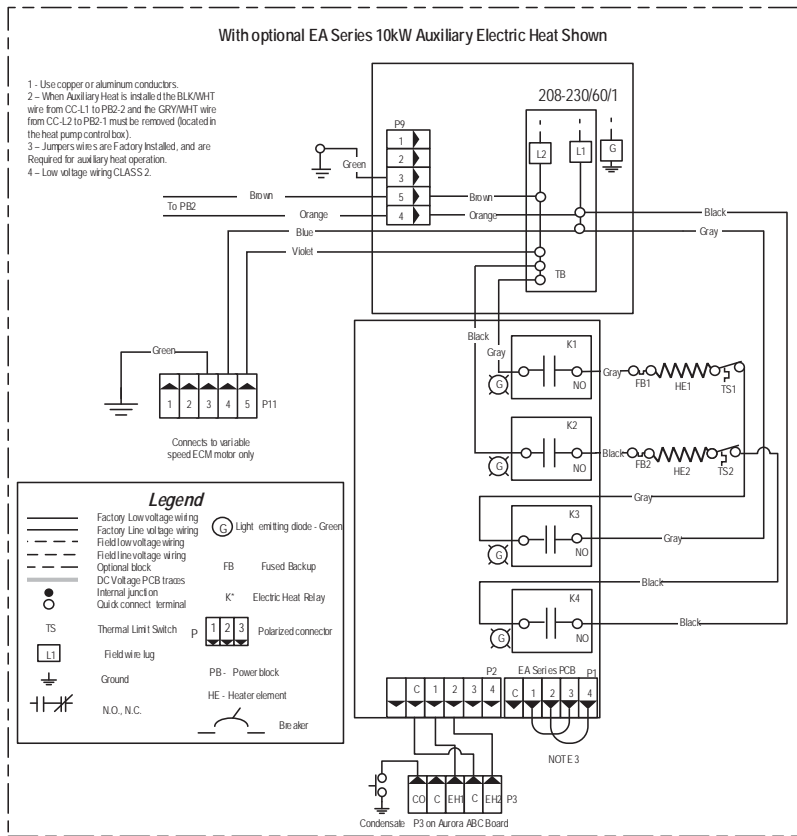 With optional EA Series 10kW Auxiliary Electric Heat Shown
1 - Use copper or aluminum conductors.
2 – When Auxiliary Heat is installed the BLK/WHT
wire from CC-L1 to PB2-2 and the GRY/WHT wire
from CC-L2 to PB2-1 must be removed (located in
the heat pump control box).
3 – Jumpers wires are Factory Installed, and are
Required for auxiliary heat operation.
4 – Low voltage wiring CLASS 2.
208-230/60/1
P9
1
2
3
5
4
Green
L2
L1
G
To PB2
Brown
Orange
Brown
Orange
Black
Blue
Gray
Violet
TB
Black
Gray
Green
1 2 3 4 5 P11
Connects to variable
speed ECM motor only
K1
G
NO
Gray
FB1
HE1
TS1
K2
G
NO
Black
FB2
HE2
TS2
Gray
K3
G
NO
Gray
Black
K4
G
NO
Black
Legend
Factory Low voltage wiring
Factory Line voltage wiring
Field low voltage wiring
Field line voltage wiring
Optional block
DC Voltage PCB traces
Internal junction
Quick connect terminal
TS Thermal Limit Switch
L1 Field wire lug
Ground
N.O., N.C.
G Light emitting diode - Green
FB Fused Backup
K* Electric Heat Relay
P 1 2 3 Polarized connector
PB - Power block
HE - Heater element
Breaker
P2 EA Series PCB P1
C 1 2 3 4
C 1 2 3 4
NOTE 3
CO C EH1 C EH2 P3
Condensate P3 on Aurora ABC Board